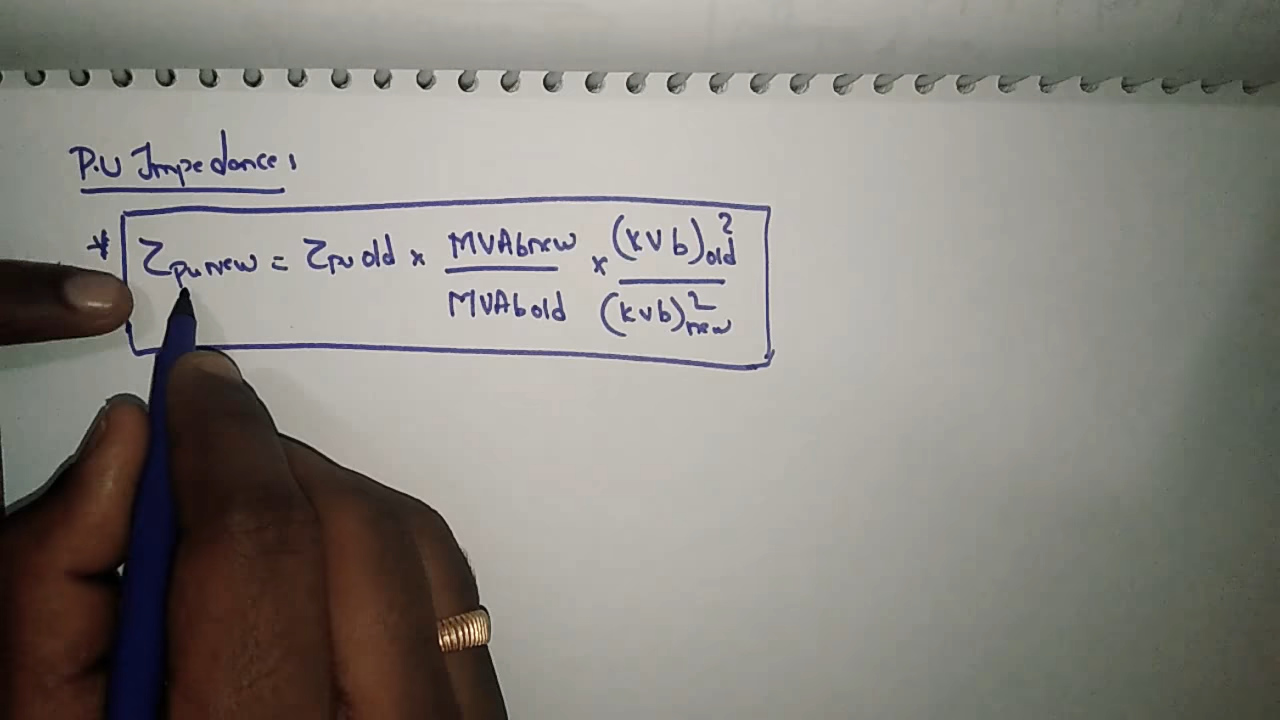 P.U Impedance:
* Zpu new = Zpu old × MVAb new / MVAb old × (kVb)²old / (kVb)²new